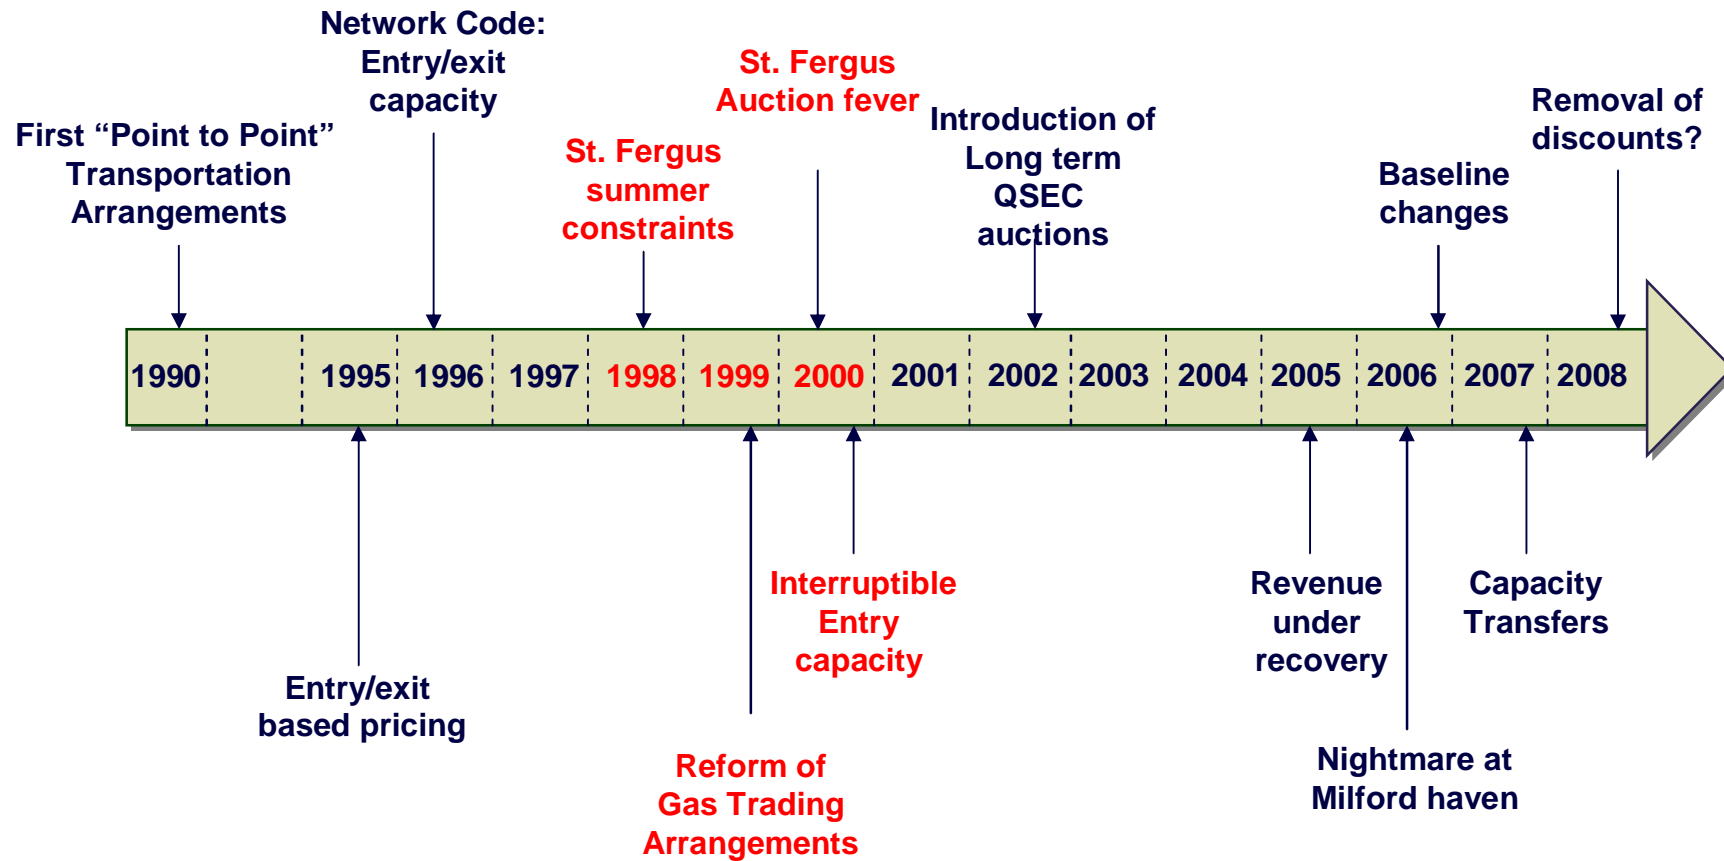 Network Code:
Entry/exit
capacity
St. Fergus
Auction fever
Removal of
discounts?
First “Point to Point”
Transportation
Arrangements
St. Fergus
summer
constraints
Introduction of
Long term
QSEC
auctions
Baseline
changes
1990 1995 1996 1997 1998 1999 2000 2001 2002 2003 2004 2005 2006 2007 2008
Entry/exit
based pricing
Reform of
Gas Trading
Arrangements
Interruptible
Entry
capacity
Revenue
under
recovery
Nightmare at
Milford haven
Capacity
Transfers